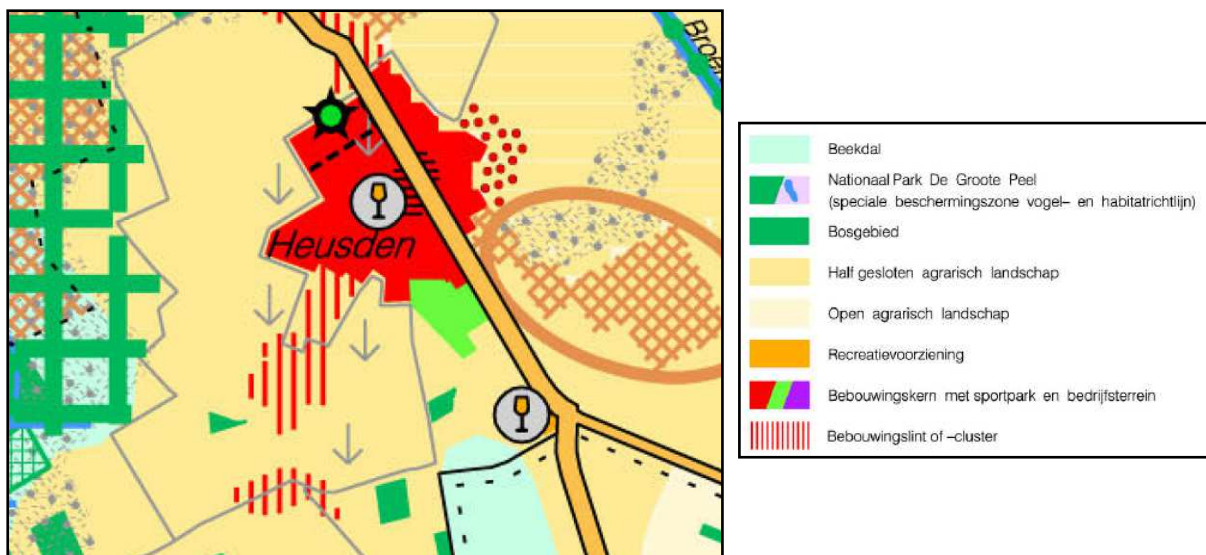 Broe
Heusden
Beekdal
Nationaal Park De Groote Peel
(speciale beschermingszone vogel– en habitatrichtlijn)
Bosgebied
Half gesloten agrarisch landschap
Open agrarisch landschap
Recreatievoorziening
Bebouwingskern met sportpark en bedrijfsterrein
Bebouwingslint of –cluster